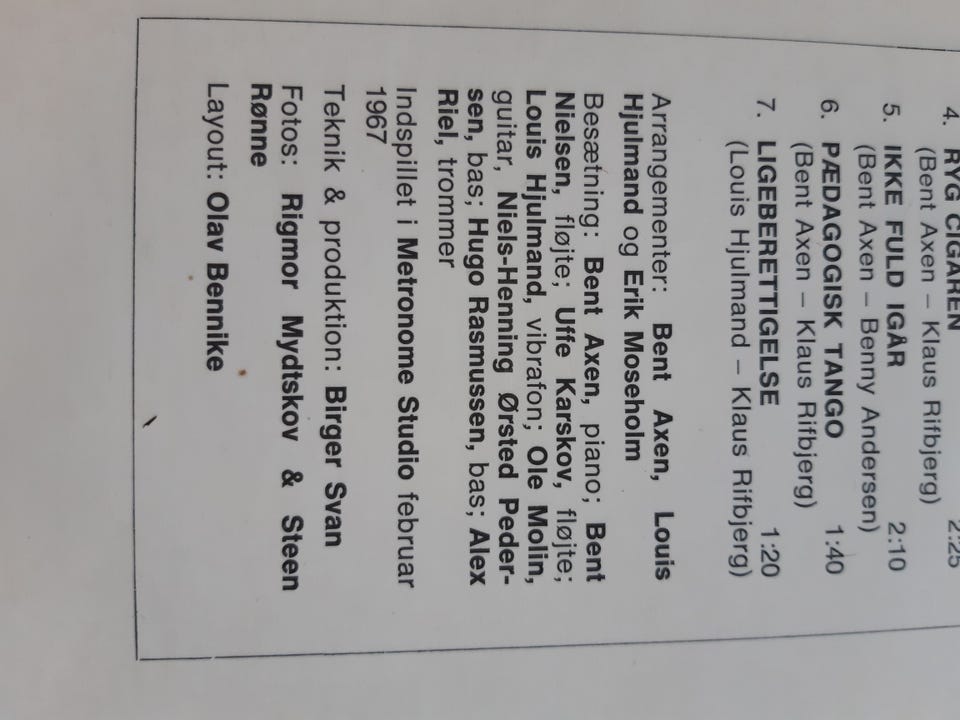 4. RYG CIGAREN 2:25
(Bent Axen – Klaus Rifbjerg)
5. IKKE FULD IGÅR 2:10
(Bent Axen – Benny Andersen)
6. PÆDAGOGISK TANGO 1:40
(Bent Axen – Klaus Rifbjerg)
7. LIGEBERETTIGELSE 1:20
(Louis Hjulmand – Klaus Rifbjerg)
Arrangementer: Bent Axen, Louis
Hjulmand og Erik Moseholm
Besætning: Bent Axen, piano; Bent
Nielsen, fløjte; Uffe Karskov, fløjte;
Louis Hjulmand, vibrafon; Ole Molin,
guitar, Niels-Henning Ørsted Peder-
sen, bas; Hugo Rasmussen, bas; Alex
Riel, trommer
Indspillet i Metronome Studio februar
1967
Teknik & produktion: Birger Svan
Fotos: Rigmor Mydtskov & Steen
Rønne
Layout: Olav Bennike